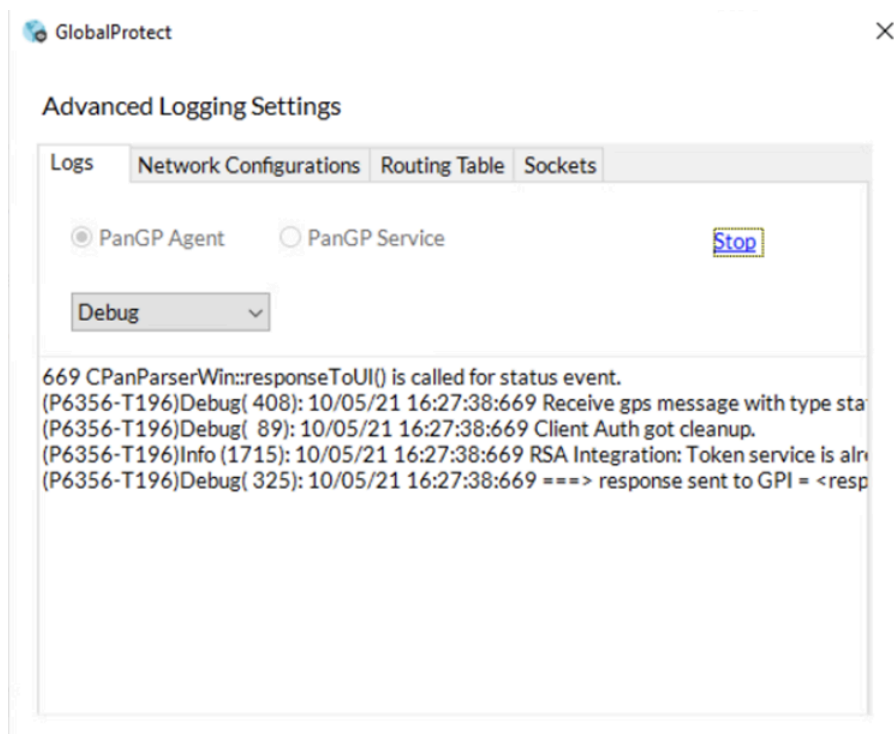 GlobalProtect
Advanced Logging Settings
Logs Network Configurations Routing Table Sockets
PanGP Agent PanGP Service Stop
Debug
669 CPanParserWin::responseToUI() is called for status event.
(P6356-T196)Debug( 408): 10/05/21 16:27:38:669 Receive gps message with type sta
(P6356-T196)Debug( 89): 10/05/21 16:27:38:669 Client Auth got cleanup.
(P6356-T196)Info (1715): 10/05/21 16:27:38:669 RSA Integration: Token service is alr
(P6356-T196)Debug( 325): 10/05/21 16:27:38:669 ===> response sent to GPI = <resp